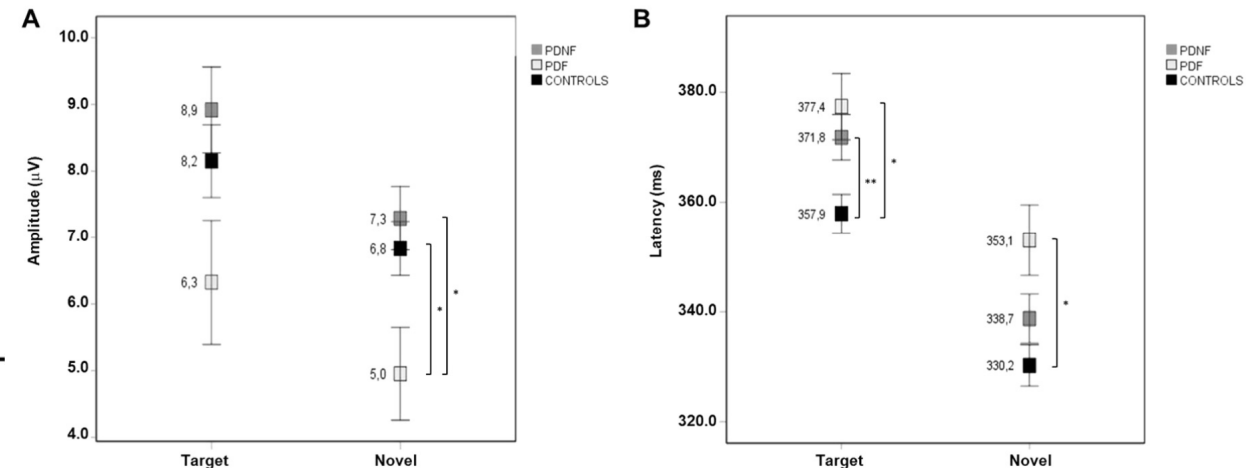 A
Amplitude (μV)
10.0
9.0
8.0
7.0
6.0
5.0
4.0
8,9
8,2
6,3
7,3
6,8
5,0
*
*
Target
Novel
PDNF
PDF
CONTROLS
B
Latency (ms)
380.0
360.0
340.0
320.0
377,4
371,8
357,9
**
*
353,1
338,7
330,2
*
Target
Novel
PDNF
PDF
CONTROLS